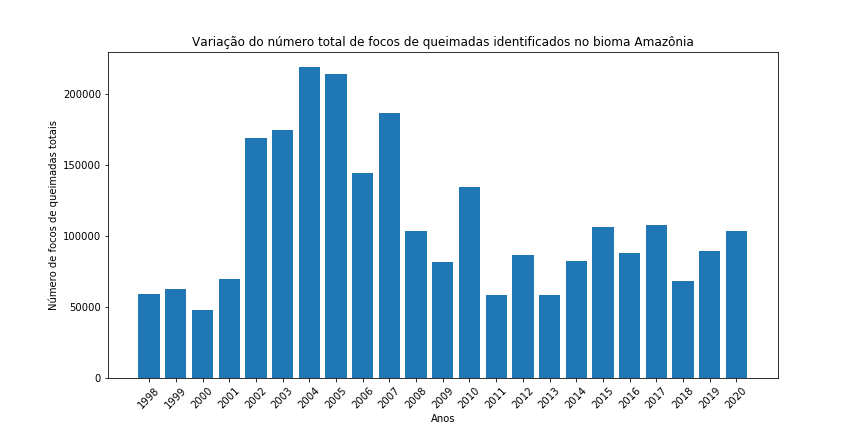 Variação do número total de focos de queimadas identificados no bioma Amazônia
Número de focos de queimadas totais
200000
150000
100000
50000
0
1998 1999 2000 2001 2002 2003 2004 2005 2006 2007 2008 2009 2010 2011 2012 2013 2014 2015 2016 2017 2018 2019 2020
Anos